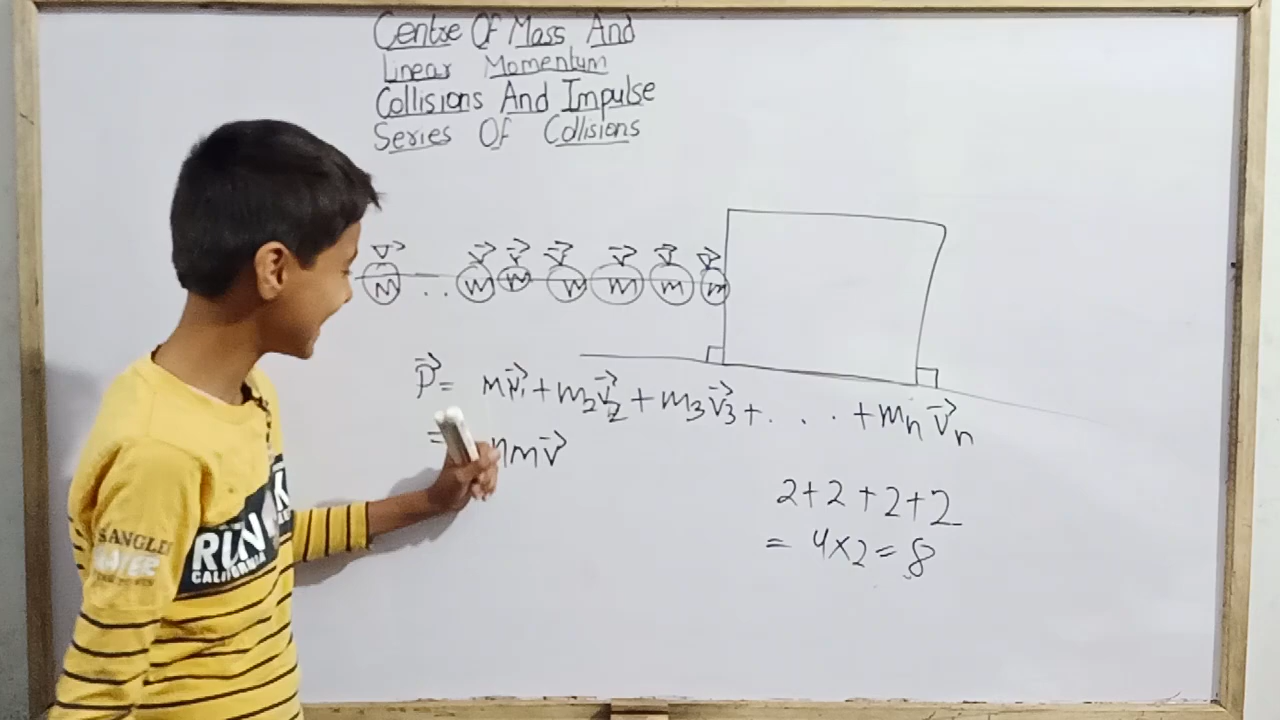 Centre Of Mass And
Linear Momentum
Collisions And Impulse
Series Of Collisions
v⃗ v⃗ v⃗ v⃗ v⃗ v⃗ v⃗
m .. m m m m m m
P⃗ = mv⃗₁ + m₂v⃗₂ + m₃v⃗₃ + . . . + mₙv⃗ₙ
= nmv⃗
2+2+2+2
= 4×2=8
RUN
CALIFORNIA